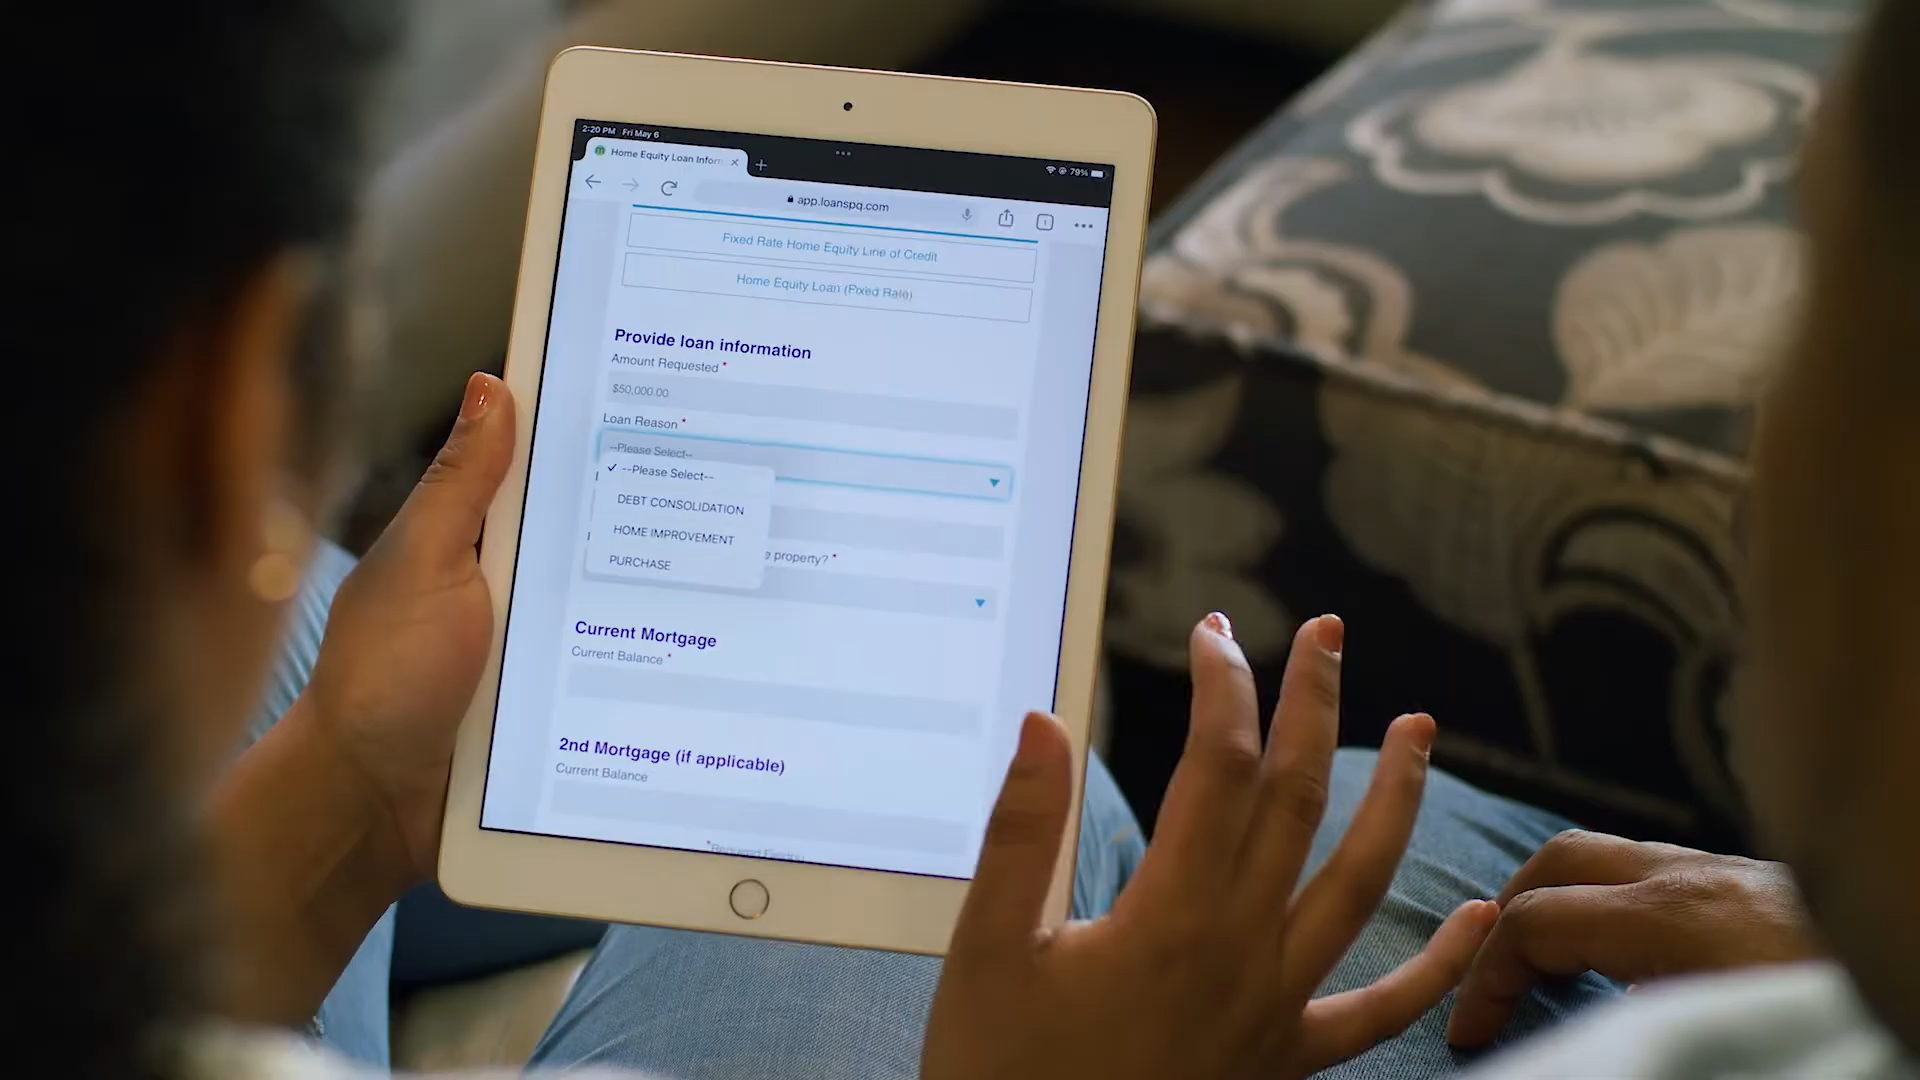 2:20 PM Fri May 6
79%
Home Equity Loan Inform
app.loanspq.com
Fixed Rate Home Equity Line of Credit
Home Equity Loan (Fixed Rate)
Provide loan information
Amount Requested *
$50,000.00
Loan Reason *
--Please Select--
✓ --Please Select--
DEBT CONSOLIDATION
HOME IMPROVEMENT
PURCHASE
e property? *
Current Mortgage
Current Balance *
2nd Mortgage (if applicable)
Current Balance
*Required